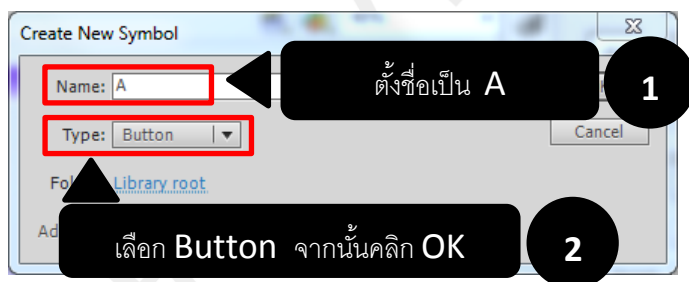 Create New Symbol
Name: A
ตั้งชื่อเป็น A
1
Type: Button
Cancel
Library root
เลือก Button จากนั้นคลิก OK
2